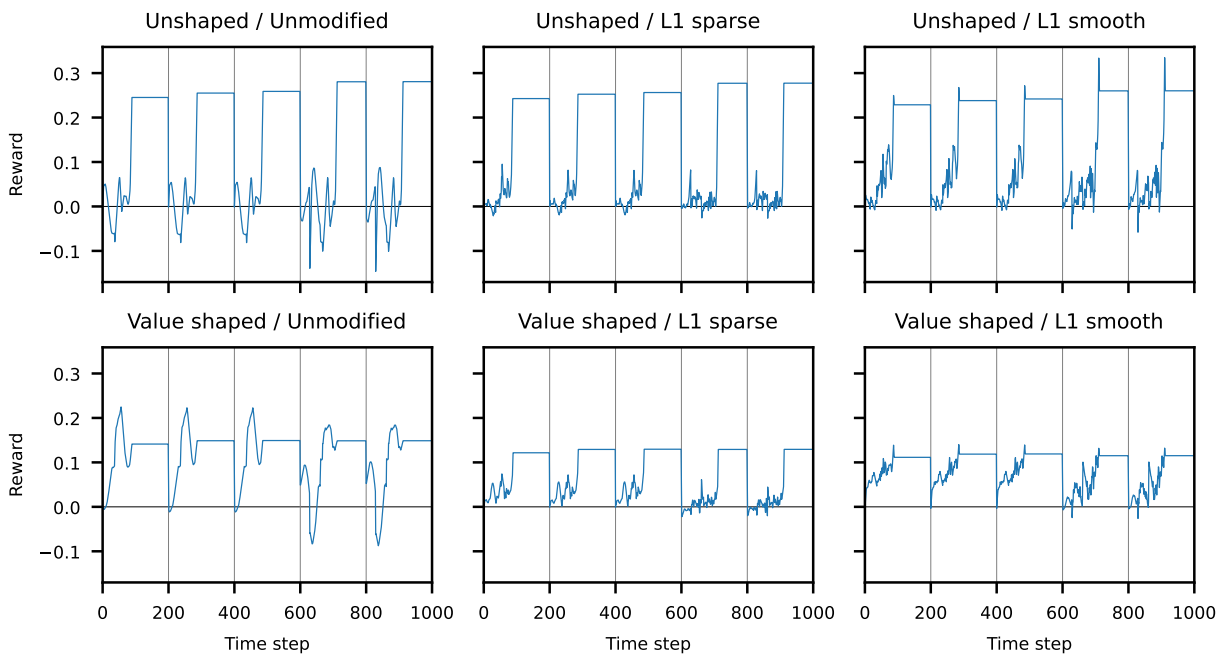 Unshaped / Unmodified
Unshaped / L1 sparse
Unshaped / L1 smooth
Reward
0.3
0.2
0.1
0.0
−0.1
Value shaped / Unmodified
Value shaped / L1 sparse
Value shaped / L1 smooth
Reward
0.3
0.2
0.1
0.0
−0.1
0 200 400 600 800 1000
0 200 400 600 800 1000
0 200 400 600 800 1000
Time step
Time step
Time step